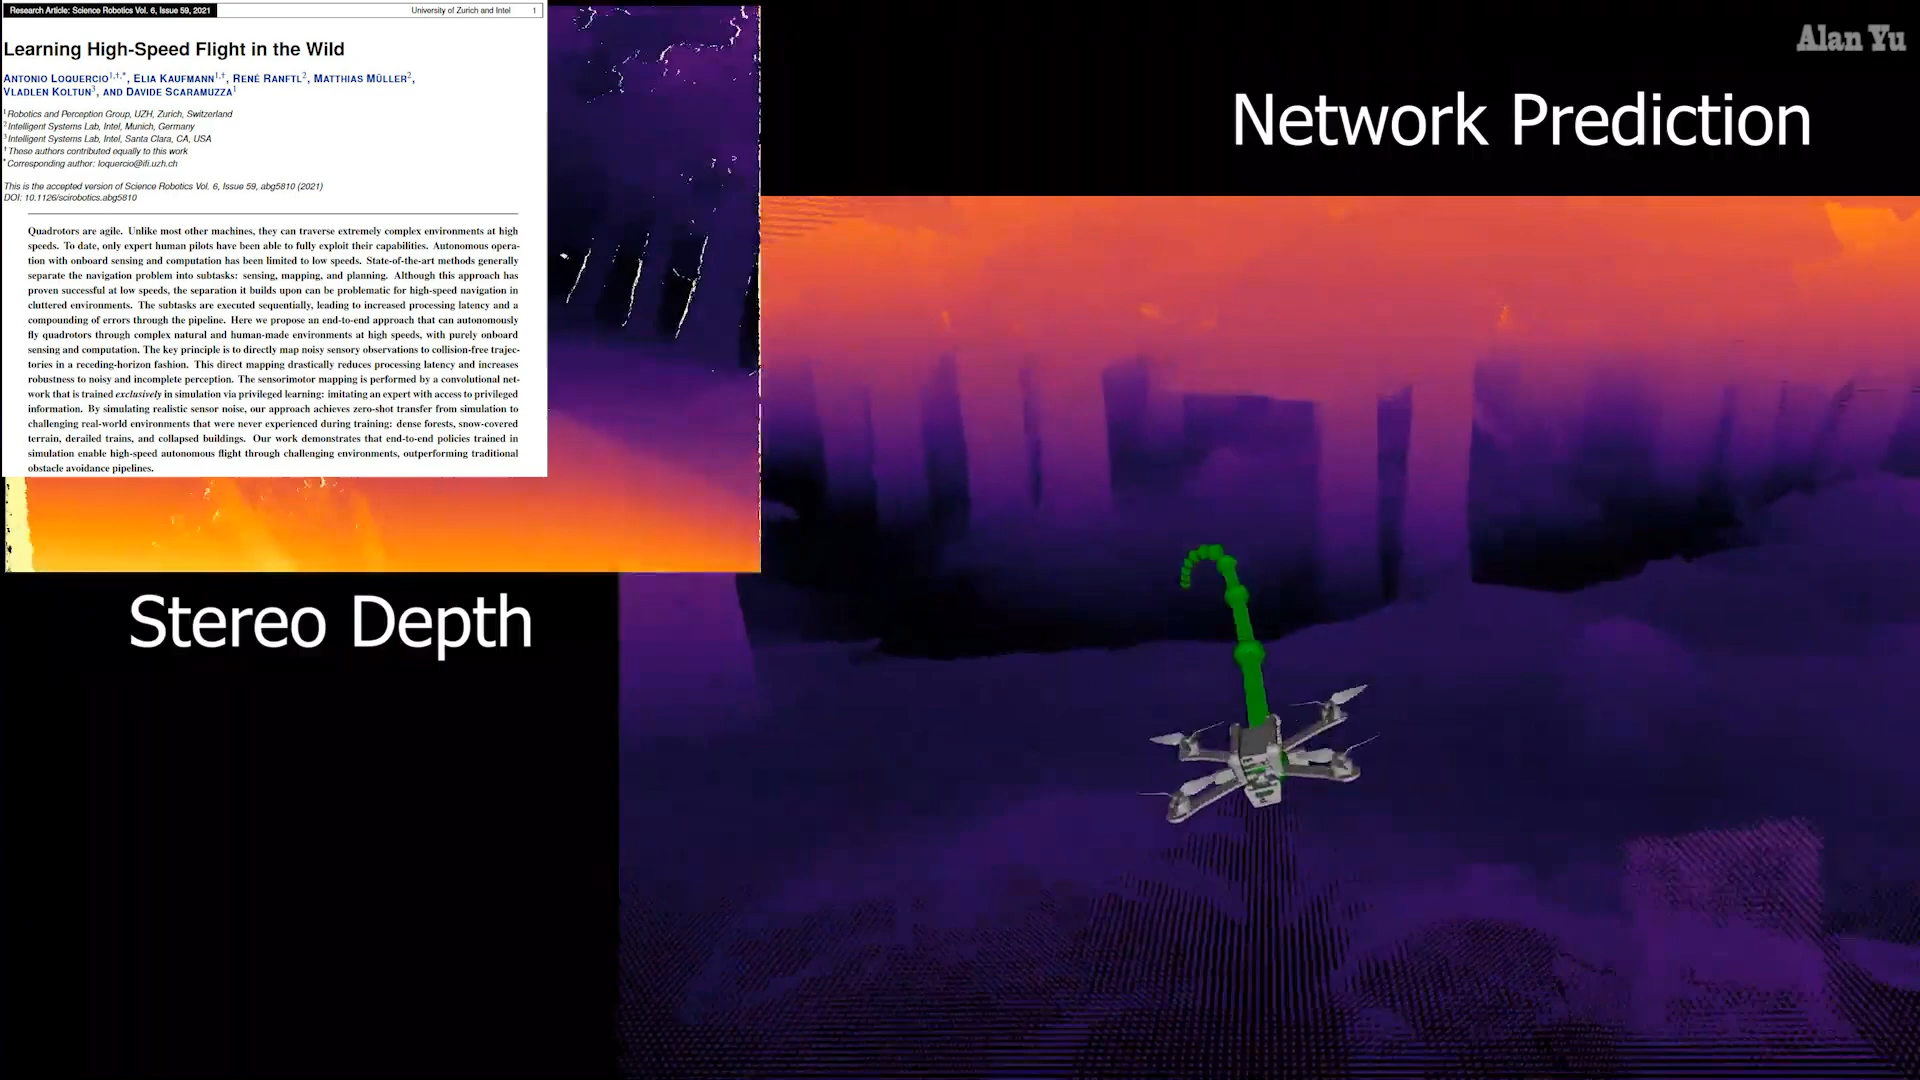 Research Article: Science Robotics Vol. 6, Issue 59, 2021
University of Zurich and Intel 1
Alan Yu
Learning High-Speed Flight in the Wild
ANTONIO LOQUERCIO1,†,*, ELIA KAUFMANN1,†, RENÉ RANFTL2, MATTHIAS MÜLLER2,
VLADLEN KOLTUN3, AND DAVIDE SCARAMUZZA1
1 Robotics and Perception Group, UZH, Zurich, Switzerland
2 Intelligent Systems Lab, Intel, Munich, Germany
3 Intelligent Systems Lab, Intel, Santa Clara, CA, USA
† These authors contributed equally to this work
* Corresponding author: loquercio@ifi.uzh.ch
This is the accepted version of Science Robotics Vol. 6, Issue 59, abg5810 (2021)
DOI: 10.1126/scirobotics.abg5810
Quadrotors are agile. Unlike most other machines, they can traverse extremely complex environments at high
speeds. To date, only expert human pilots have been able to fully exploit their capabilities. Autonomous opera-
tion with onboard sensing and computation has been limited to low speeds. State-of-the-art methods generally
separate the navigation problem into subtasks: sensing, mapping, and planning. Although this approach has
proven successful at low speeds, the separation it builds upon can be problematic for high-speed navigation in
cluttered environments. The subtasks are executed sequentially, leading to increased processing latency and a
compounding of errors through the pipeline. Here we propose an end-to-end approach that can autonomously
fly quadrotors through complex natural and human-made environments at high speeds, with purely onboard
sensing and computation. The key principle is to directly map noisy sensory observations to collision-free trajec-
tories in a receding-horizon fashion. This direct mapping drastically reduces processing latency and increases
robustness to noisy and incomplete perception. The sensorimotor mapping is performed by a convolutional net-
work that is trained exclusively in simulation via privileged learning: imitating an expert with access to privileged
information. By simulating realistic sensor noise, our approach achieves zero-shot transfer from simulation to
challenging real-world environments that were never experienced during training: dense forests, snow-covered
terrain, derailed trains, and collapsed buildings. Our work demonstrates that end-to-end policies trained in
simulation enable high-speed autonomous flight through challenging environments, outperforming traditional
obstacle avoidance pipelines.
Network Prediction
Stereo Depth